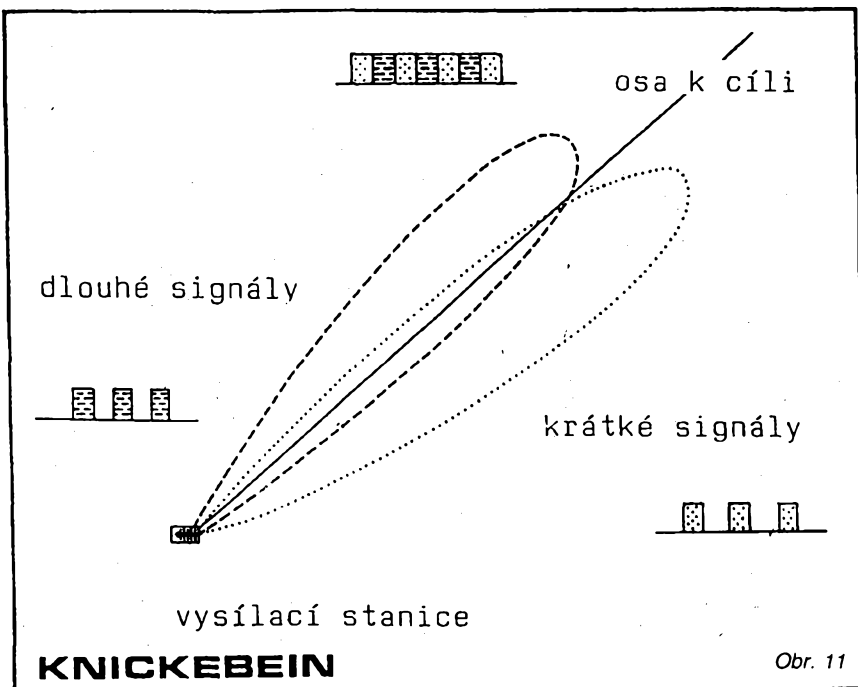 osa k cíli
dlouhé signály
krátké signály
vysílací stanice
KNICKEBEIN
Obr. 11